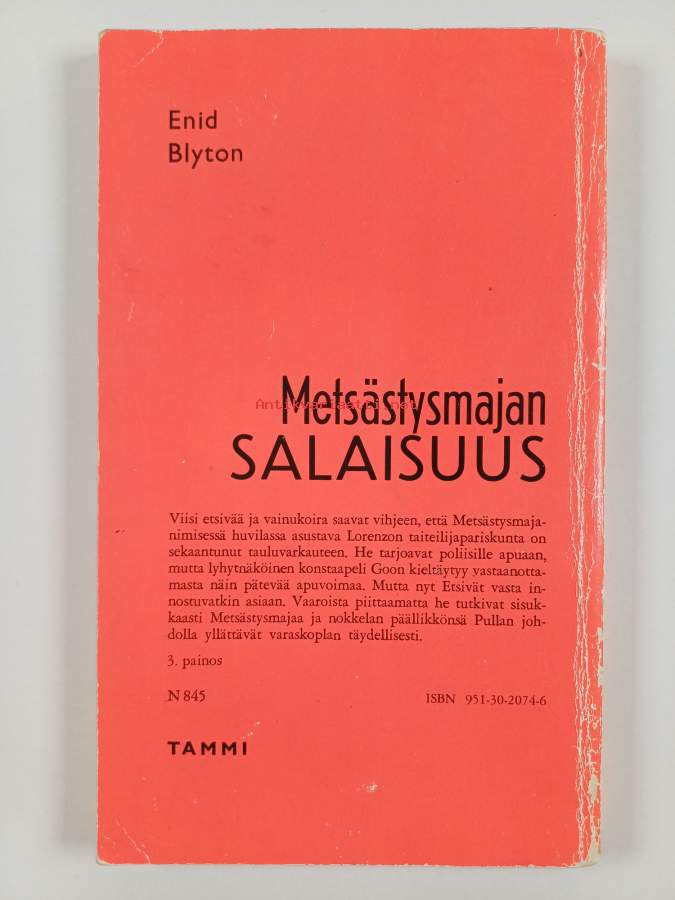 Enid
Blyton
Metsästysmajan
Antikvariaatti.net
SALAISUUS
Viisi etsivää ja vainukoira saavat vihjeen, että Metsästysmaja-
nimisessä huvilassa asustava Lorenzon taiteilijapariskunta on
sekaantunut tauluvarkauteen. He tarjoavat poliisille apuaan,
mutta lyhytnäköinen konstaapeli Goon kieltäytyy vastaanotta-
masta näin pätevää apuvoimaa. Mutta nyt Etsivät vasta in-
nostuvatkin asiaan. Vaaroista piittaamatta he tutkivat sisuk-
kaasti Metsästysmajaa ja nokkelan päällikkönsä Pullan joh-
dolla yllättävät varaskoplan täydellisesti.
3. painos
N 845
ISBN 951-30-2074-6
TAMMI